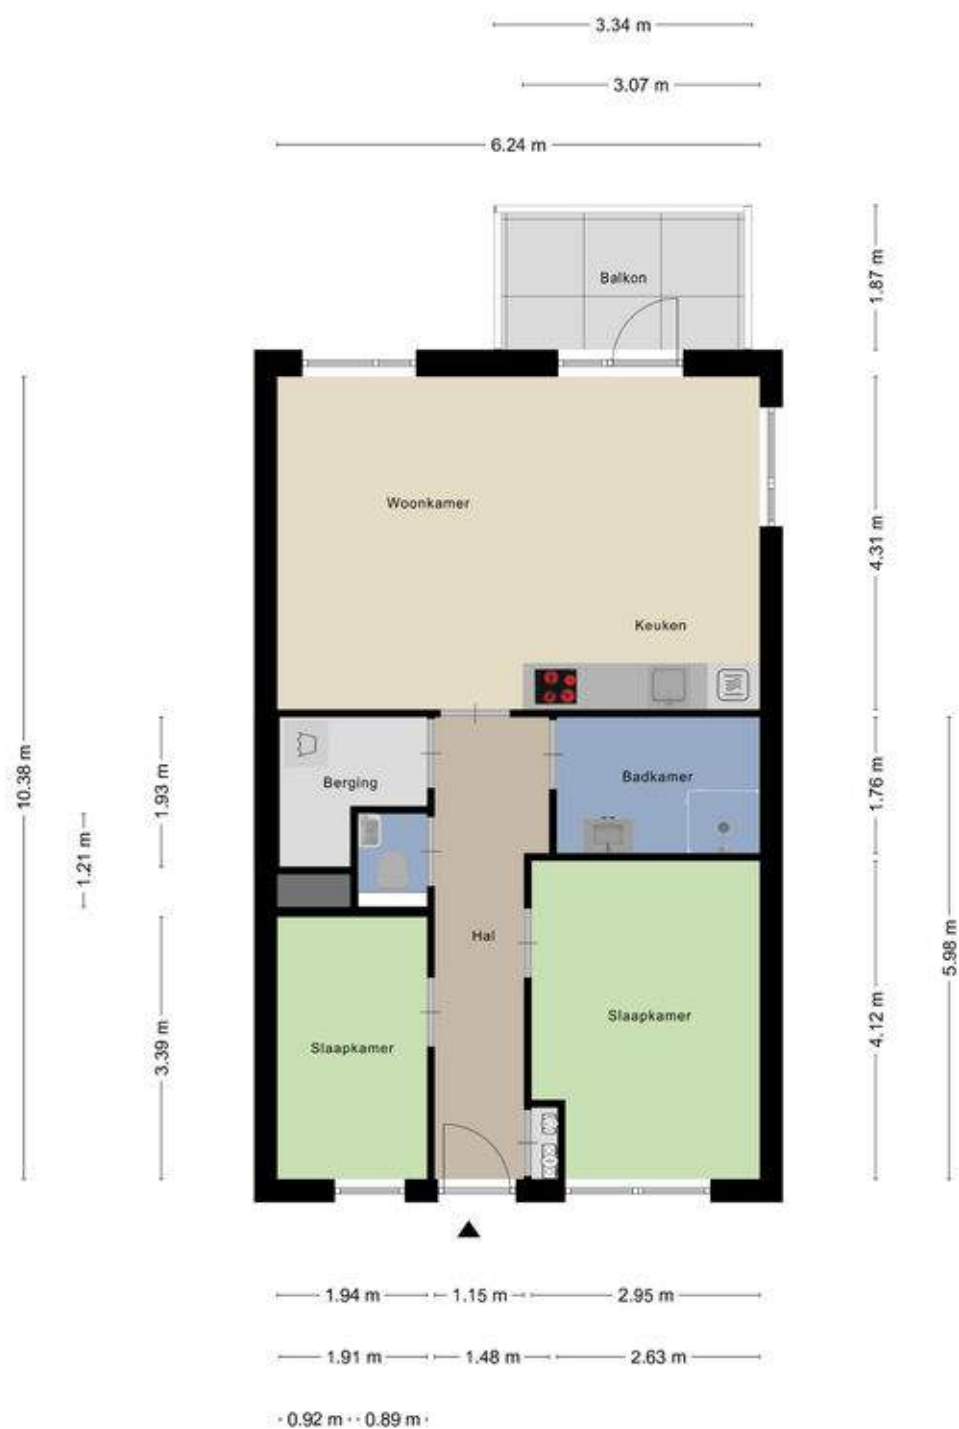 3.34 m
3.07 m
6.24 m
Balkon
1.87 m
Woonkamer
4.31 m
Keuken
10.38 m
1.93 m
Berging
Badkamer
1.76 m
1.21 m
Hal
5.98 m
Slaapkamer
4.12 m
Slaapkamer
3.39 m
1.94 m 1.15 m 2.95 m
1.91 m 1.48 m 2.63 m
0.92 m 0.89 m